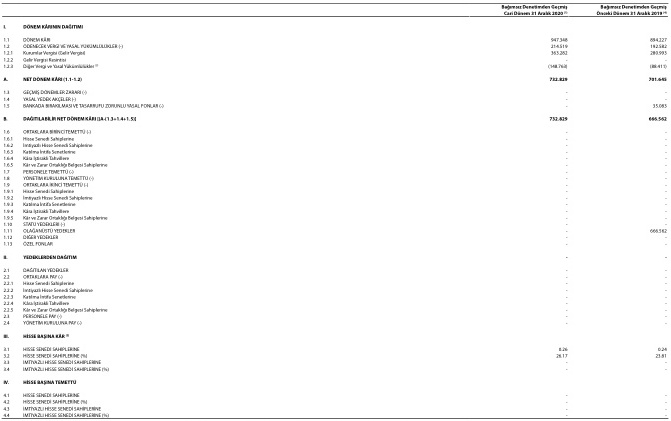 Bağımsız Denetimden Geçmiş Bağımsız Denetimden Geçmiş
Cari Dönem 31 Aralık 2020 Önceki Dönem 31 Aralık 2019
I. DÖNEM KÂRININ DAĞITIMI
1.1 DÖNEM KÂRI 947.348 894.227
1.2 ÖDENECEK VERGİ VE YASAL YÜKÜMLÜLÜKLER (-) 214.519 192.582
1.2.1 Kurumlar Vergisi (Gelir Vergisi) 363.282 280.993
1.2.2 Gelir Vergisi Kesintisi - -
1.2.3 Diğer Vergi ve Yasal Yükümlülükler (148.763) (88.411)
A. NET DÖNEM KÂRI (1.1-1.2) 732.829 701.645
1.3 GEÇMİŞ DÖNEMLER ZARARI (-) - -
1.4 YASAL YEDEK AKÇELER (-) - -
1.5 BANKADA BIRAKILMASI VE TASARRUFU ZORUNLU YASAL FONLAR (-) - 35.083
B. DAĞITILABİLİR NET DÖNEM KÂRI [(A-(1.3+1.4+1.5)] 732.829 666.562
1.6 ORTAKLARA BİRİNCİ TEMETTÜ (-) - -
1.6.1 Hisse Senedi Sahiplerine - -
1.6.2 İmtiyazlı Hisse Senedi Sahiplerine - -
1.6.3 Katılma İntifa Senetlerine - -
1.6.4 Kâra İştirakli Tahvillere - -
1.6.5 Kâr ve Zarar Ortaklığı Belgesi Sahiplerine - -
1.7 PERSONELE TEMETTÜ (-) - -
1.8 YÖNETİM KURULUNA TEMETTÜ (-) - -
1.9 ORTAKLARA İKİNCİ TEMETTÜ (-) - -
1.9.1 Hisse Senedi Sahiplerine - -
1.9.2 İmtiyazlı Hisse Senedi Sahiplerine - -
1.9.3 Katılma İntifa Senetlerine - -
1.9.4 Kâra İştirakli Tahvillere - -
1.9.5 Kâr ve Zarar Ortaklığı Belgesi Sahiplerine - -
1.10 STATÜ YEDEKLERİ (-) - -
1.11 OLAĞANÜSTÜ YEDEKLER - 666.562
1.12 DİĞER YEDEKLER - -
1.13 ÖZEL FONLAR - -
II. YEDEKLERDEN DAĞITIM - -
2.1 DAĞITILAN YEDEKLER - -
2.2 ORTAKLARA PAY (-) - -
2.2.1 Hisse Senedi Sahiplerine - -
2.2.2 İmtiyazlı Hisse Senedi Sahiplerine - -
2.2.3 Katılma İntifa Senetlerine - -
2.2.4 Kâra İştirakli Tahvillere - -
2.2.5 Kâr ve Zarar Ortaklığı Belgesi Sahiplerine - -
2.3 PERSONELE PAY (-) - -
2.4 YÖNETİM KURULUNA PAY (-) - -
III. HİSSE BAŞINA KÂR
3.1 HİSSE SENEDİ SAHİPLERİNE 0,26 0,24
3.2 HİSSE SENEDİ SAHİPLERİNE (%) 26,17 23,81
3.3 İMTİYAZLI HİSSE SENEDİ SAHİPLERİNE - -
3.4 İMTİYAZLI HİSSE SENEDİ SAHİPLERİNE (%) - -
IV. HİSSE BAŞINA TEMETTÜ
4.1 HİSSE SENEDİ SAHİPLERİNE - -
4.2 HİSSE SENEDİ SAHİPLERİNE (%) - -
4.3 İMTİYAZLI HİSSE SENEDİ SAHİPLERİNE - -
4.4 İMTİYAZLI HİSSE SENEDİ SAHİPLERİNE (%) - -